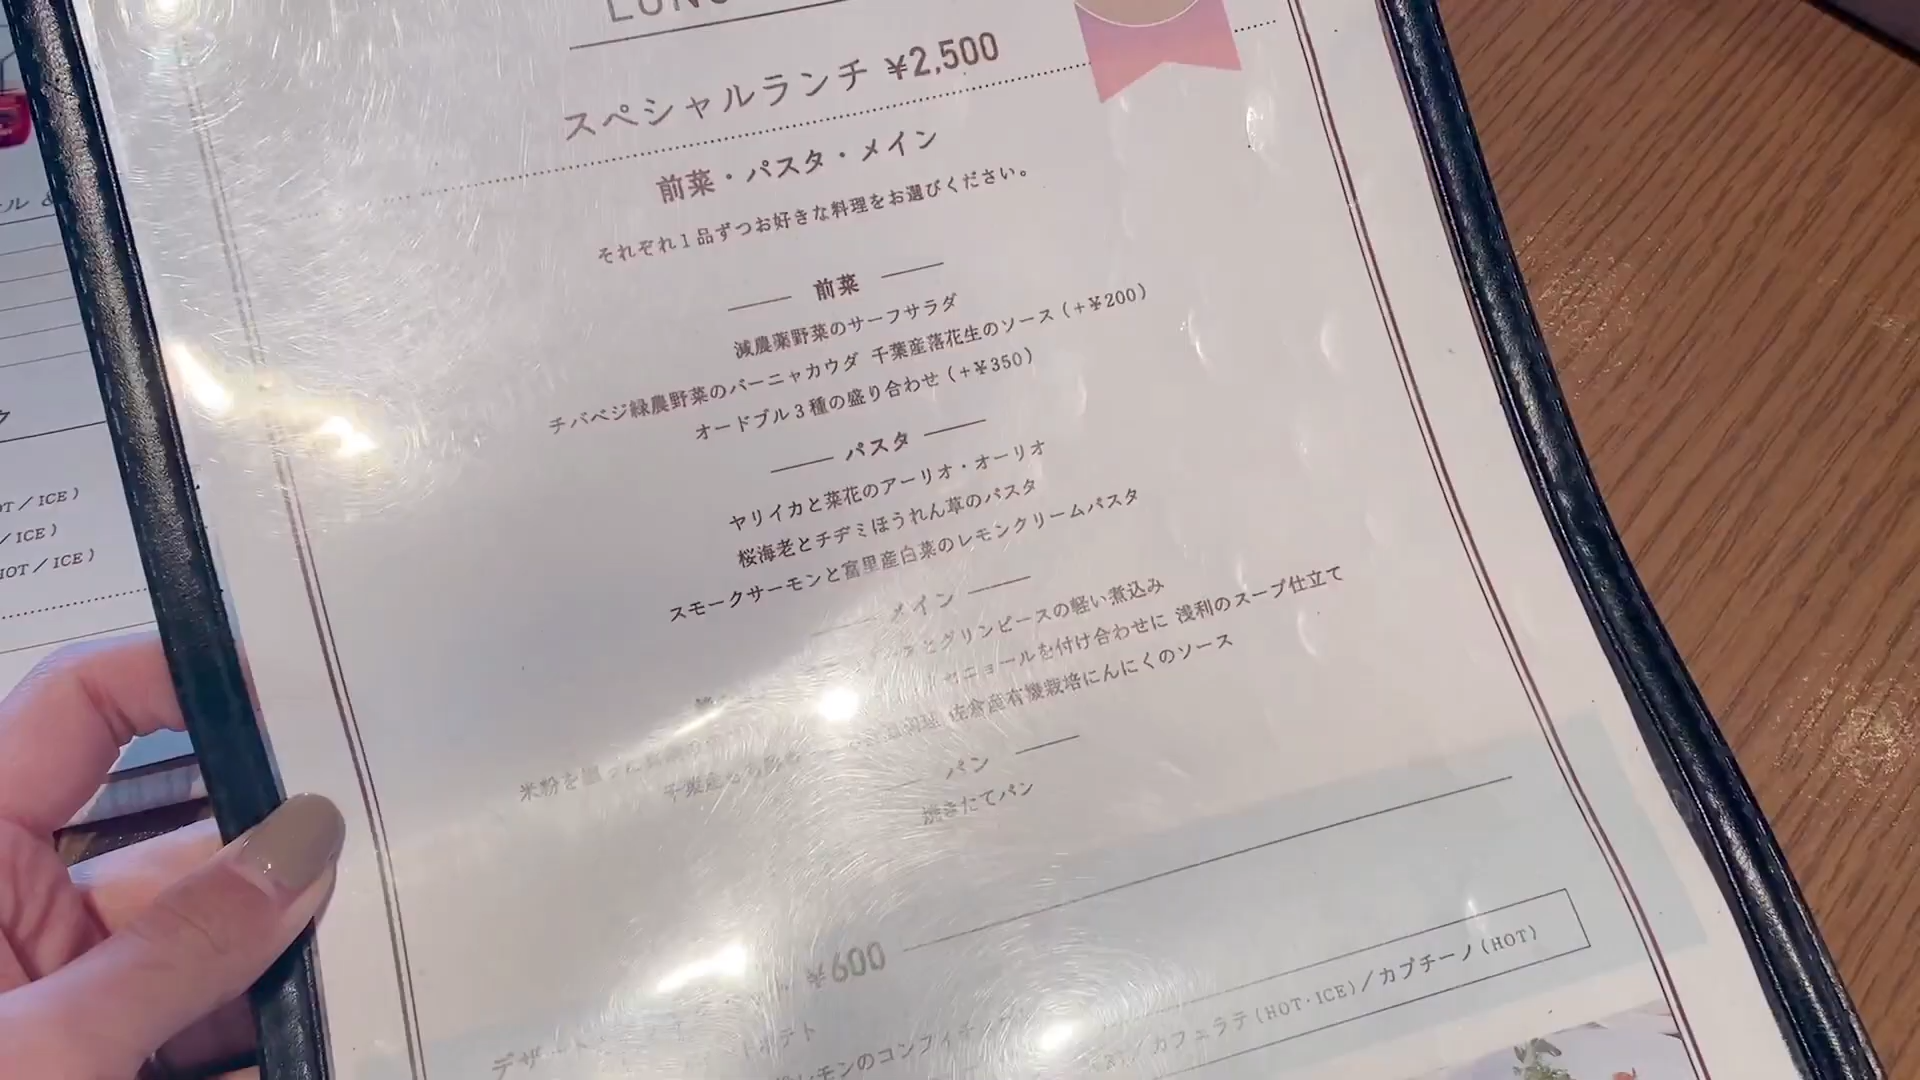 スペシャルランチ ¥2,500
前菜・パスタ・メイン
それぞれ1品ずつお好きな料理をお選びください。
前菜
減農薬野菜のサーフサラダ
チバベジ緑農野菜のバーニャカウダ 千葉産落花生のソース(+¥200)
オードブル3種の盛り合わせ(+¥350)
パスタ
ヤリイカと菜花のアーリオ・オーリオ
桜海老とチヂミほうれん草のパスタ
スモークサーモンと富里産白菜のレモンクリームパスタ
メイン
とグリンピースの軽い煮込み
米粉を ニョールを付け合わせに 浅利のスープ仕立て
千葉産 佐倉産有機栽培にんにくのソース
パン
焼きたてパン
¥600
レモンのコンフィ
カフェラテ(HOT・ICE)/カプチーノ(HOT)
/ICE)
/ICE)
HOT/ICE)